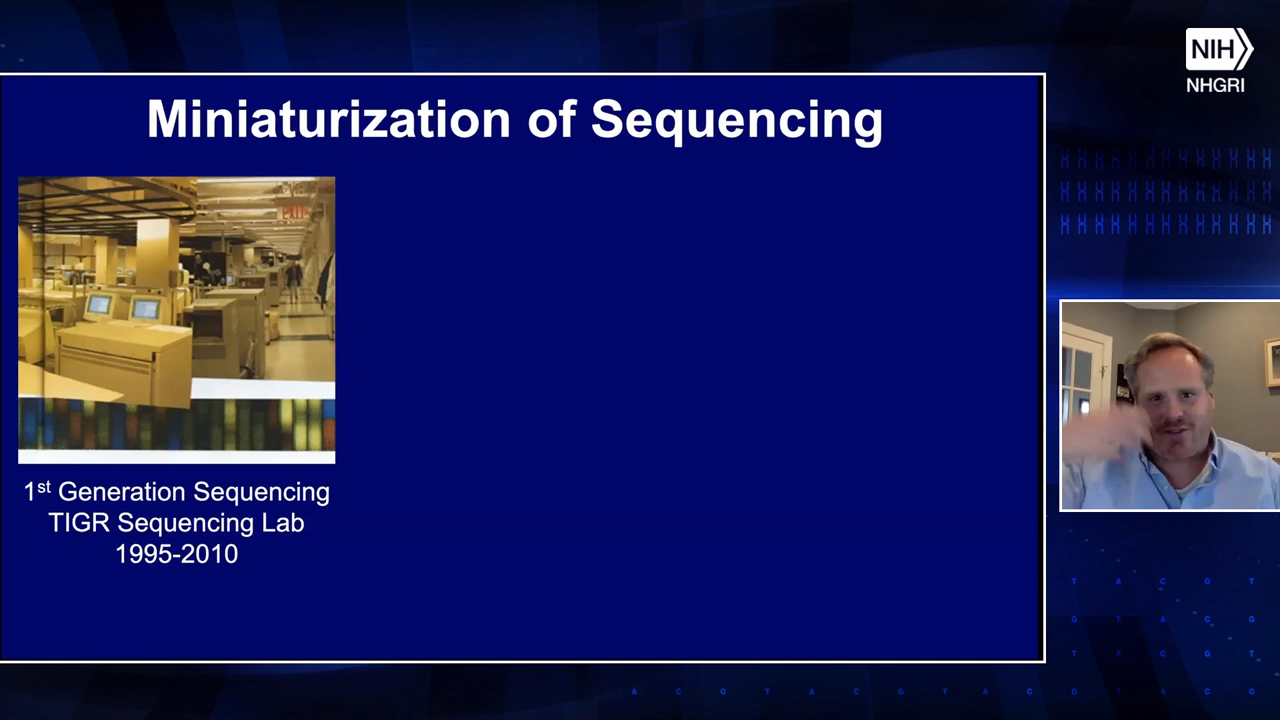 NIH
NHGRI
Miniaturization of Sequencing
EXIT
1st Generation Sequencing
TIGR Sequencing Lab
1995-2010
T A C G T
G T A C G
T A C G T
A C G T A C G T A C G T A C G